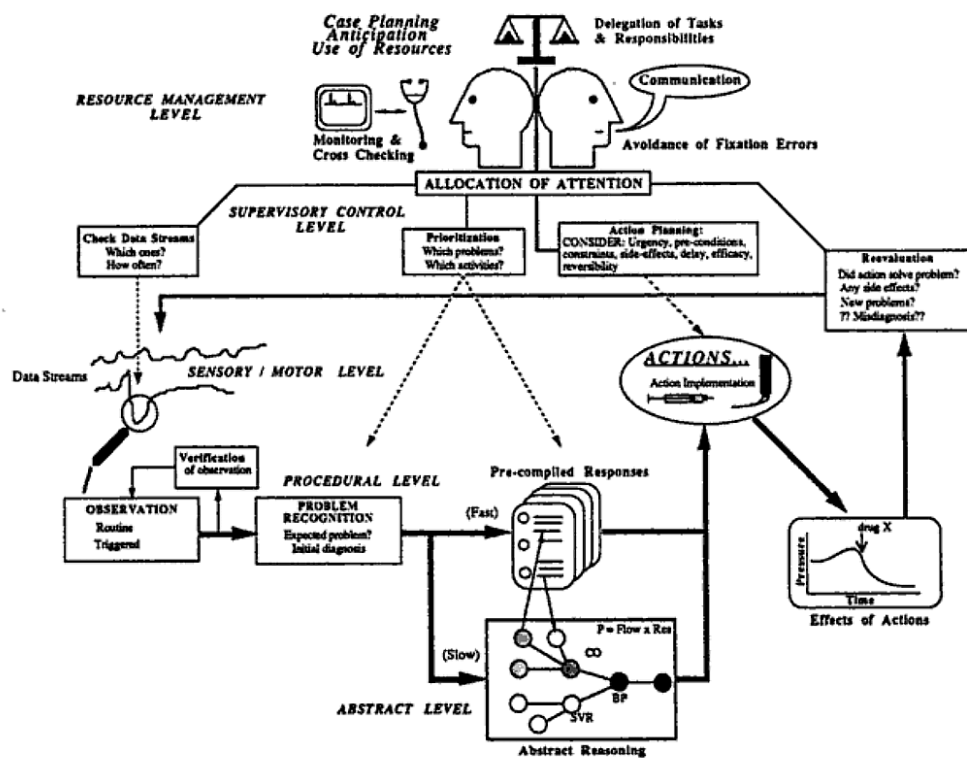 Case Planning
Anticipation
Use of Resources
Delegation of Tasks
& Responsibilities
Communication
RESOURCE MANAGEMENT
LEVEL
Monitoring &
Cross Checking
Avoidance of Fixation Errors
ALLOCATION OF ATTENTION
SUPERVISORY CONTROL
LEVEL
Check Data Streams
Which ones?
How often?
Prioritization
Which problems?
Which activities?
Action Planning:
CONSIDER: Urgency, pre-conditions,
constraints, side-effects, delay, efficacy,
reversibility
Reevaluation
Did action solve problem?
Any side effects?
New problems?
?? Misdiagnosis??
Data Streams
SENSORY / MOTOR LEVEL
ACTIONS...
Action Implementation
Verification
of observation
PROCEDURAL LEVEL
Pre-compiled Responses
OBSERVATION
Routine
Triggered
PROBLEM
RECOGNITION
Expected problem?
Initial diagnosis
(Fast)
drug X
Pressure
Time
Effects of Actions
P = Flow x Res
CO
(Slow)
BP
SVR
ABSTRACT LEVEL
Abstract Reasoning